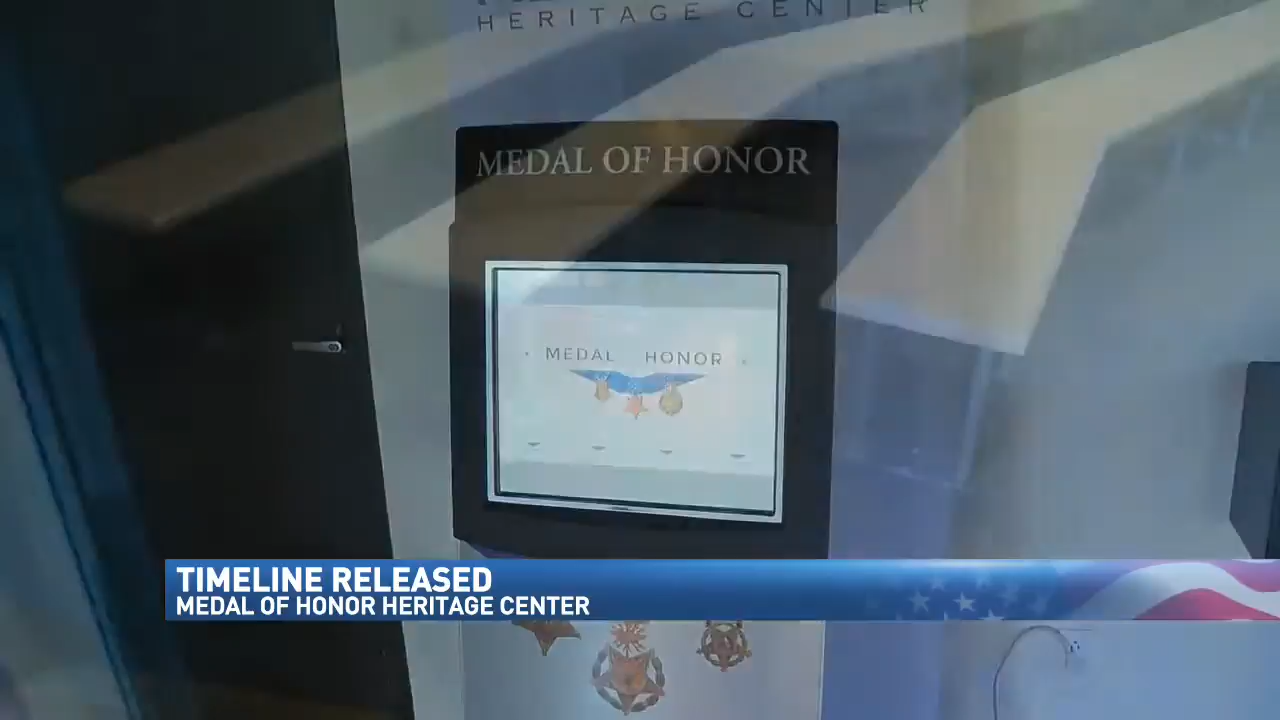 HERITAGE CENTER
MEDAL OF HONOR
MEDAL HONOR
TIMELINE RELEASED
MEDAL OF HONOR HERITAGE CENTER